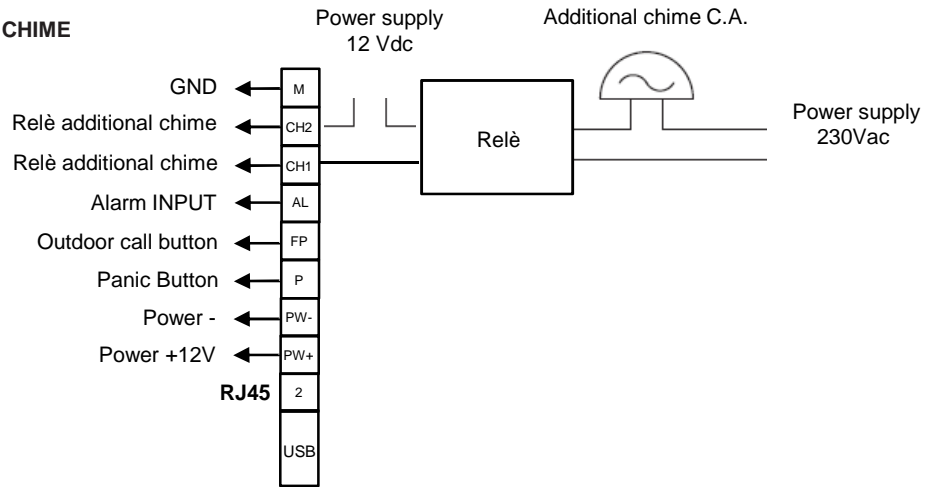 CHIME
Power supply
12 Vdc
Additional chime C.A.
GND
M
Relè additional chime
CH2
Relè additional chime
CH1
Relè
Power supply
230Vac
Alarm INPUT
AL
Outdoor call button
FP
Panic Button
P
Power -
PW-
Power +12V
PW+
RJ45
2
USB